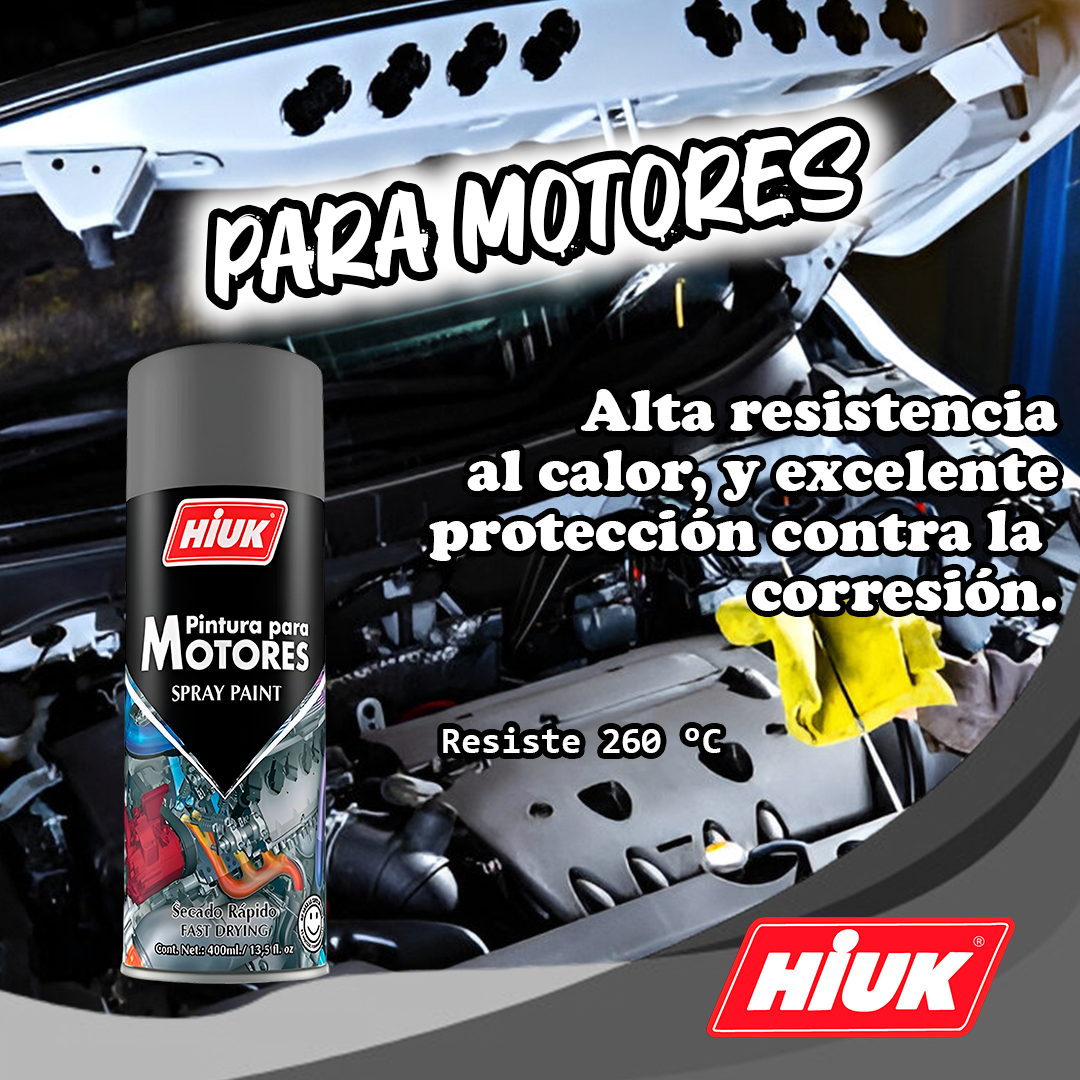 PARA MOTORES
Alta resistencia
al calor, y excelente
protección contra la
corresión.
HiUK
Pintura para
MOTORES
SPRAY PAINT
Resiste 260 ºC
Secado Rápido
FAST DRYING
Cont. Net.: 400ml./ 13,5 fl. oz
HiUK®